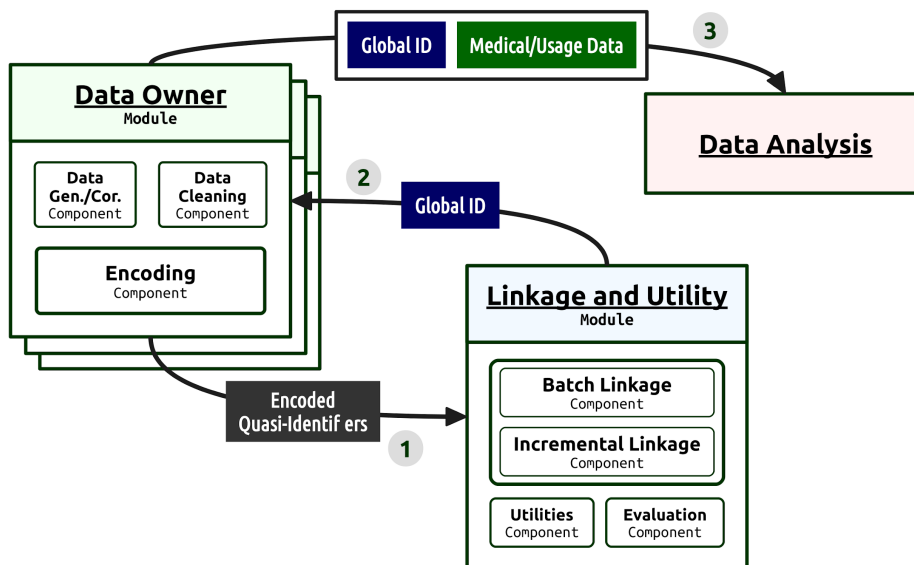 Global ID
Medical/Usage Data
3
Data Owner
Module
Data Analysis
Data
Gen./Cor.
Component
Data
Cleaning
Component
2
Global ID
Encoding
Component
Linkage and Utility
Module
Encoded
Quasi-Identif ers
1
Batch Linkage
Component
Incremental Linkage
Component
Utilities
Component
Evaluation
Component